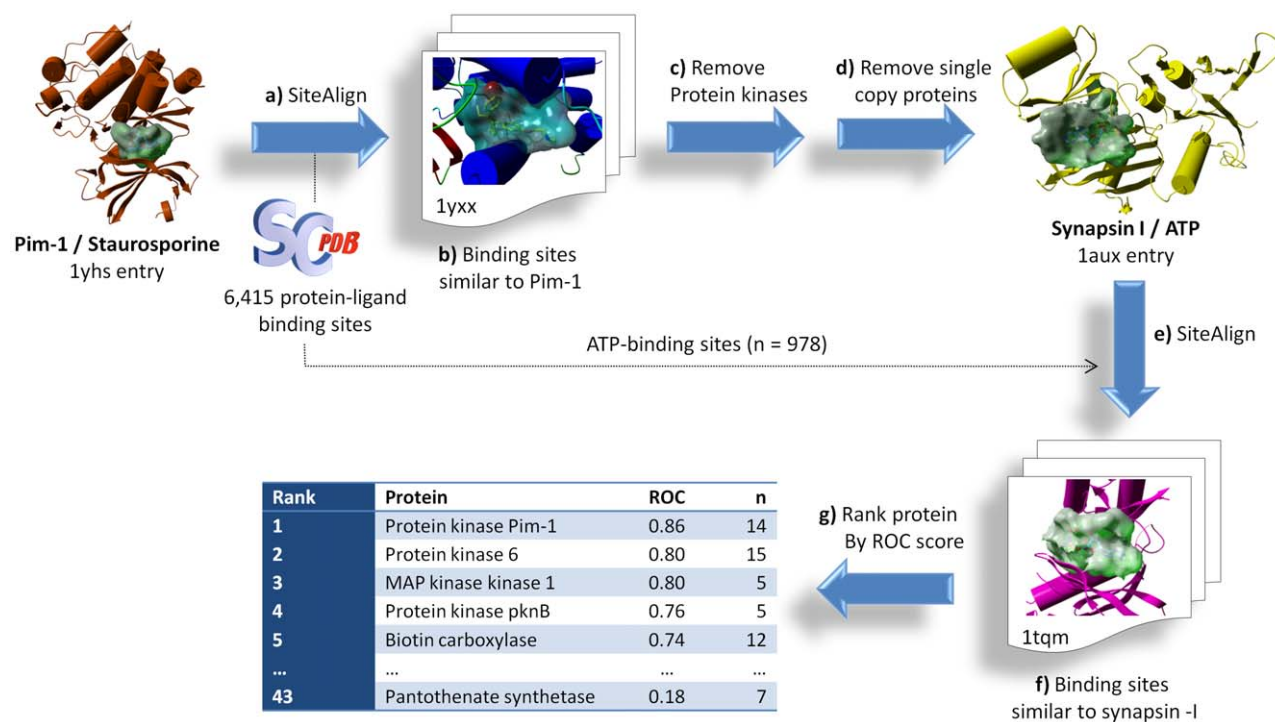 a) SiteAlign
c) Remove
Protein kinases
d) Remove single
copy proteins
1yxx
Pim-1 / Staurosporine
1yhs entry
SC PDB
6,415 protein-ligand
binding sites
b) Binding sites
similar to Pim-1
Synapsin I / ATP
1aux entry
ATP-binding sites (n = 978)
e) SiteAlign
Rank Protein ROC n
1 Protein kinase Pim-1 0.86 14
2 Protein kinase 6 0.80 15
3 MAP kinase kinase 1 0.80 5
4 Protein kinase pknB 0.76 5
5 Biotin carboxylase 0.74 12
... ... ... ...
43 Pantothenate synthetase 0.18 7
g) Rank protein
By ROC score
1tqm
f) Binding sites
similar to synapsin -I